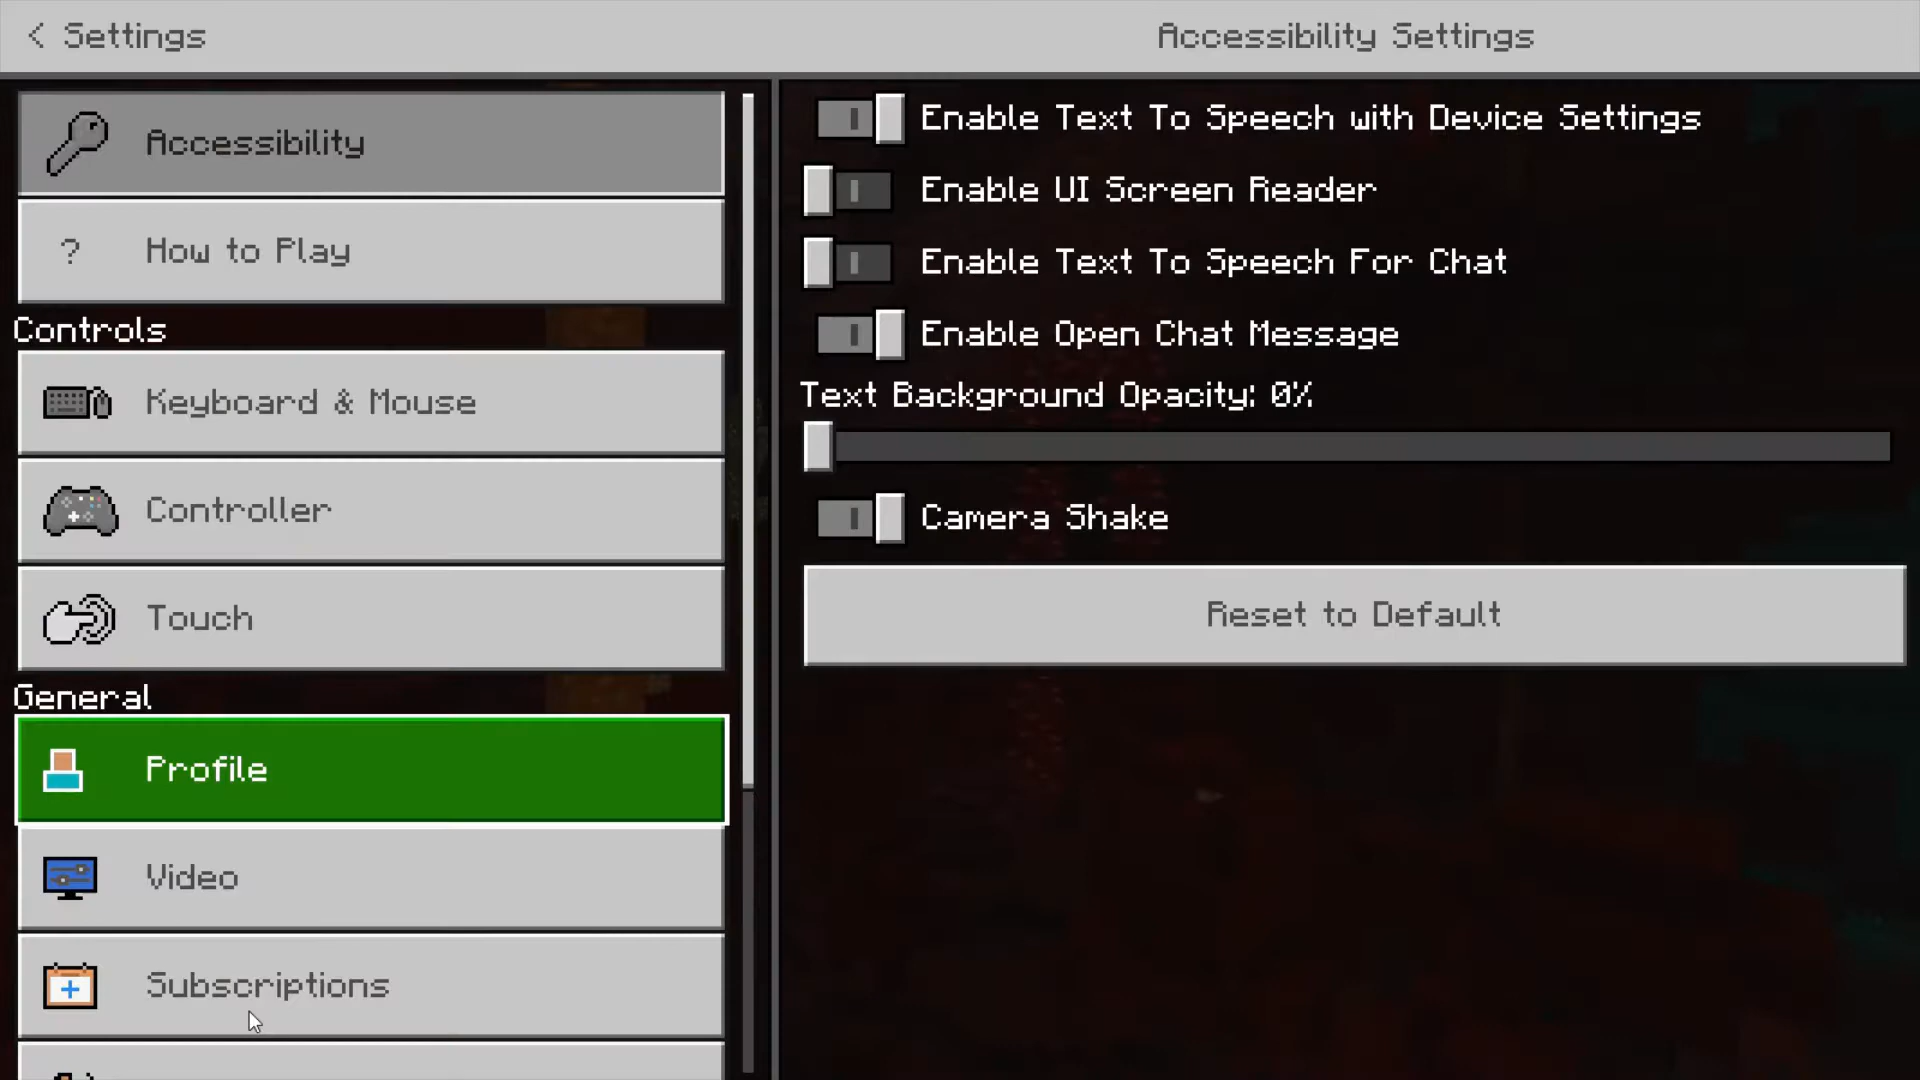 < Settings
Accessibility Settings
Accessibility
? How to Play
Controls
Keyboard & Mouse
Controller
Touch
General
Profile
Video
Subscriptions
Enable Text To Speech with Device Settings
Enable UI Screen Reader
Enable Text To Speech For Chat
Enable Open Chat Message
Text Background Opacity: 0%
Camera Shake
Reset to Default